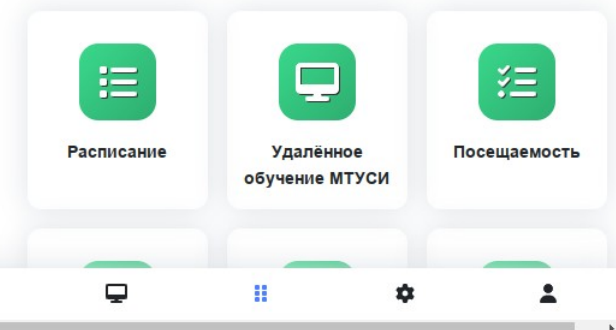 Расписание
Удалённое
обучение МТУСИ
Посещаемость